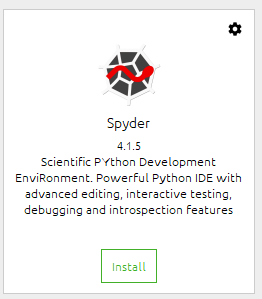 Spyder
4.1.5
Scientific PYthon Development
EnviRonment. Powerful Python IDE with
advanced editing, interactive testing,
debugging and introspection features
Install